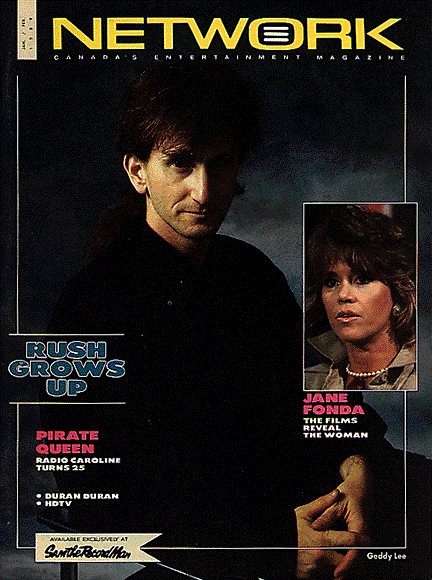 JAN. / FEB.
1989
NETWORK
CANADA'S ENTERTAINMENT MAGAZINE
RUSH
GROWS
UP
JANE
FONDA
THE FILMS
REVEAL
THE WOMAN
PIRATE
QUEEN
RADIO CAROLINE
TURNS 25
• DURAN DURAN
• HDTV
AVAILABLE EXCLUSIVELY AT
Sam the Record Man
Geddy Lee